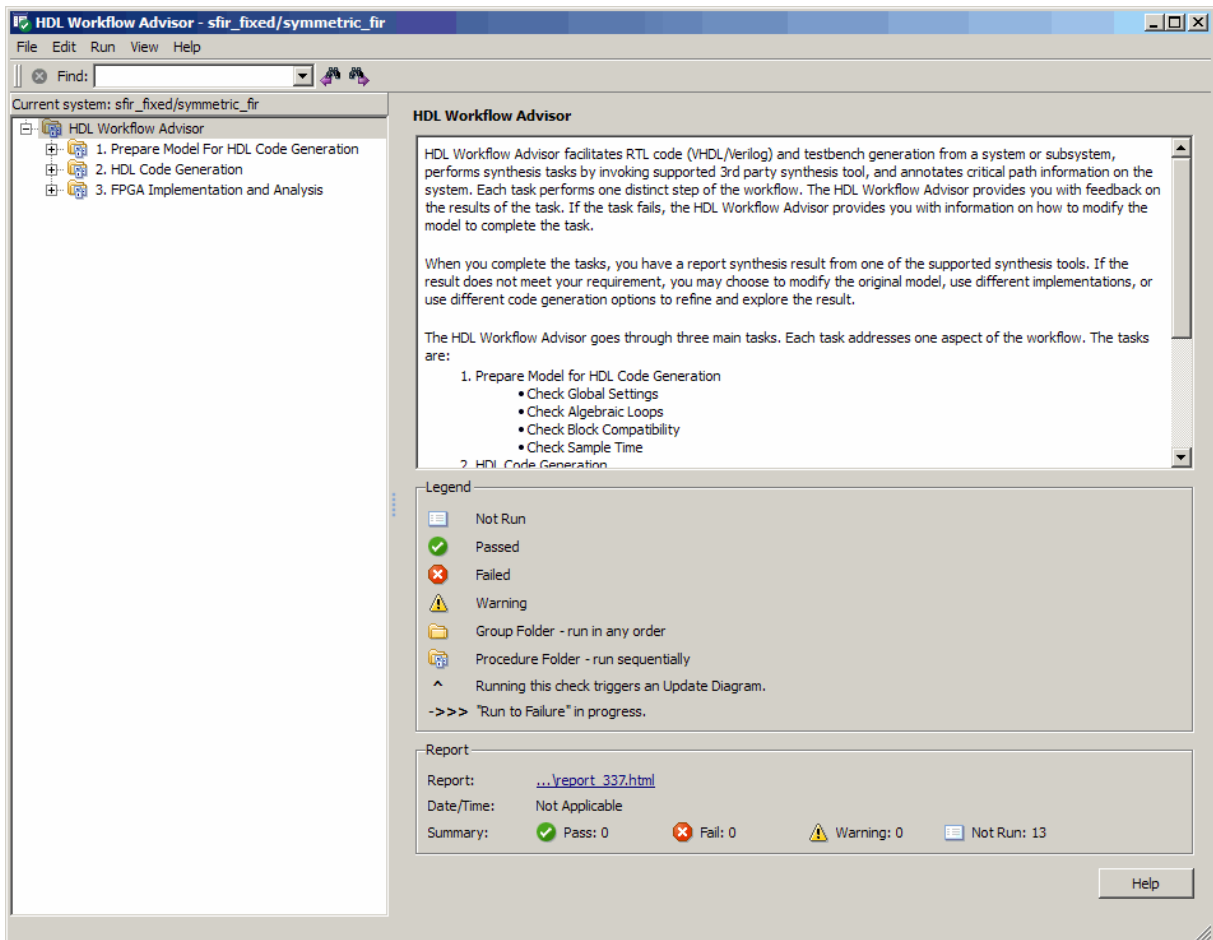 HDL Workflow Advisor - sfir_fixed/symmetric_fir
File Edit Run View Help
Find:
Current system: sfir_fixed/symmetric_fir
HDL Workflow Advisor
1. Prepare Model For HDL Code Generation
2. HDL Code Generation
3. FPGA Implementation and Analysis
HDL Workflow Advisor
HDL Workflow Advisor facilitates RTL code (VHDL/Verilog) and testbench generation from a system or subsystem,
performs synthesis tasks by invoking supported 3rd party synthesis tool, and annotates critical path information on the
system. Each task performs one distinct step of the workflow. The HDL Workflow Advisor provides you with feedback on
the results of the task. If the task fails, the HDL Workflow Advisor provides you with information on how to modify the
model to complete the task.
When you complete the tasks, you have a report synthesis result from one of the supported synthesis tools. If the
result does not meet your requirement, you may choose to modify the original model, use different implementations, or
use different code generation options to refine and explore the result.
The HDL Workflow Advisor goes through three main tasks. Each task addresses one aspect of the workflow. The tasks
are:
1. Prepare Model for HDL Code Generation
• Check Global Settings
• Check Algebraic Loops
• Check Block Compatibility
• Check Sample Time
2. HDL Code Generation
Legend
Not Run
Passed
Failed
Warning
Group Folder - run in any order
Procedure Folder - run sequentially
^ Running this check triggers an Update Diagram.
->>> "Run to Failure" in progress.
Report
Report: ...\report_337.html
Date/Time: Not Applicable
Summary: Pass: 0 Fail: 0 Warning: 0 Not Run: 13
Help